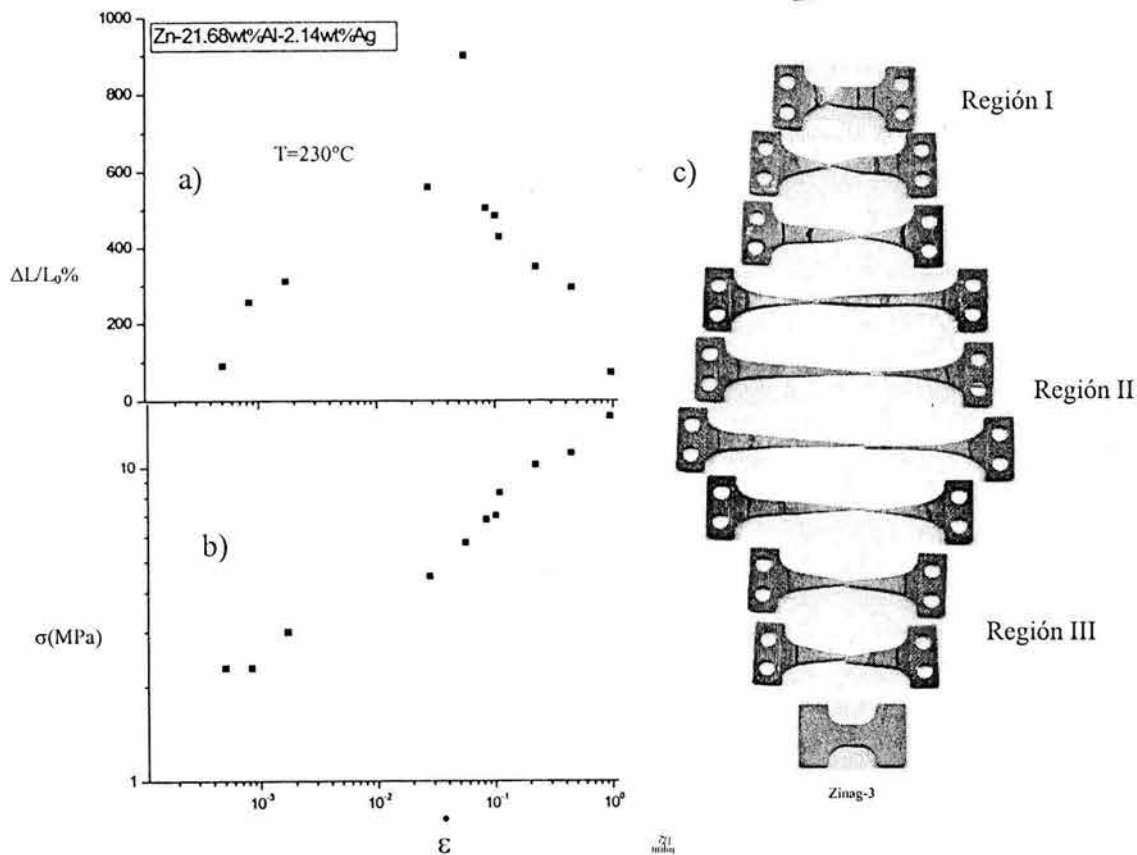 Zn-21.68wt%Al-2.14wt%Ag
T=230°C
a)
ΔL/L₀%
1000
800
600
400
200
0
b)
σ(MPa)
10
1
10⁻³
10⁻²
10⁻¹
10⁰
ε̇
c)
Región I
Región II
Región III
Zinag-3